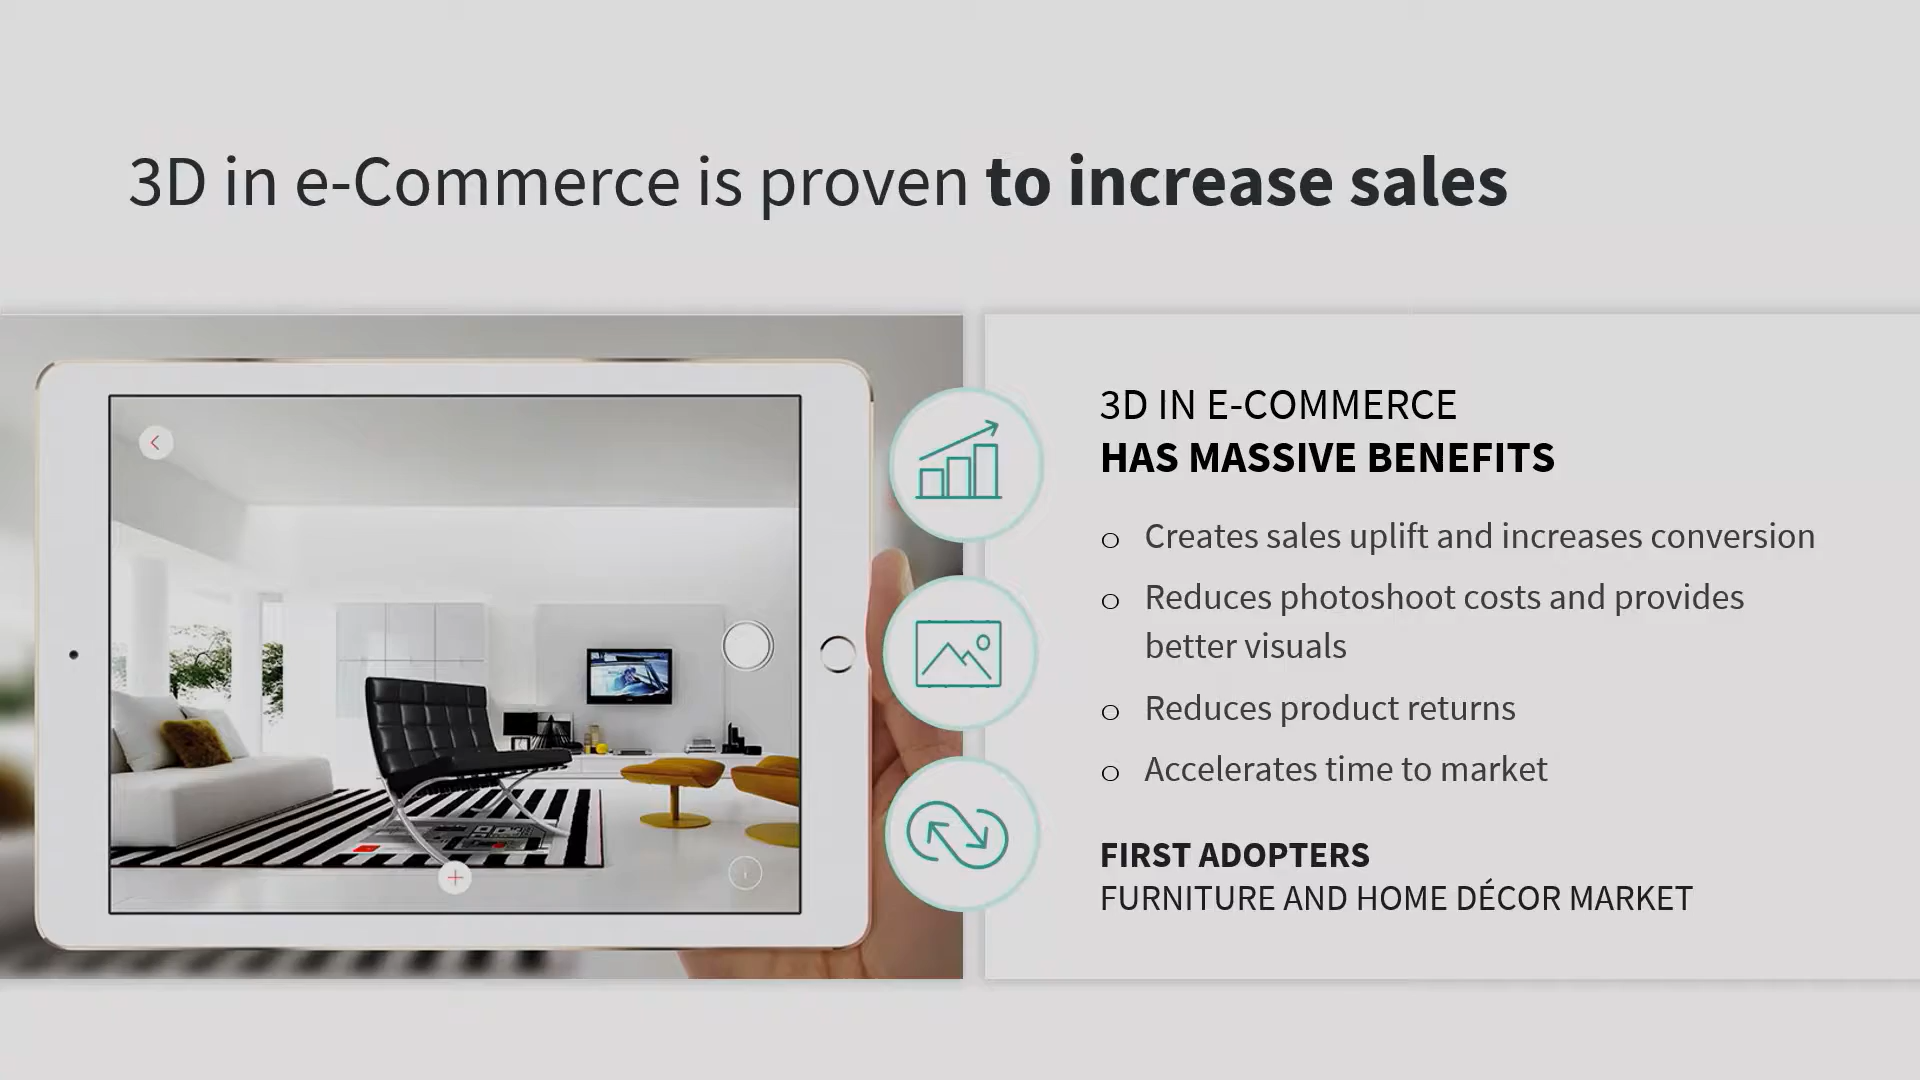 3D in e-Commerce is proven to increase sales
3D IN E-COMMERCE
HAS MASSIVE BENEFITS
Creates sales uplift and increases conversion
Reduces photoshoot costs and provides
better visuals
Reduces product returns
Accelerates time to market
FIRST ADOPTERS
FURNITURE AND HOME DÉCOR MARKET